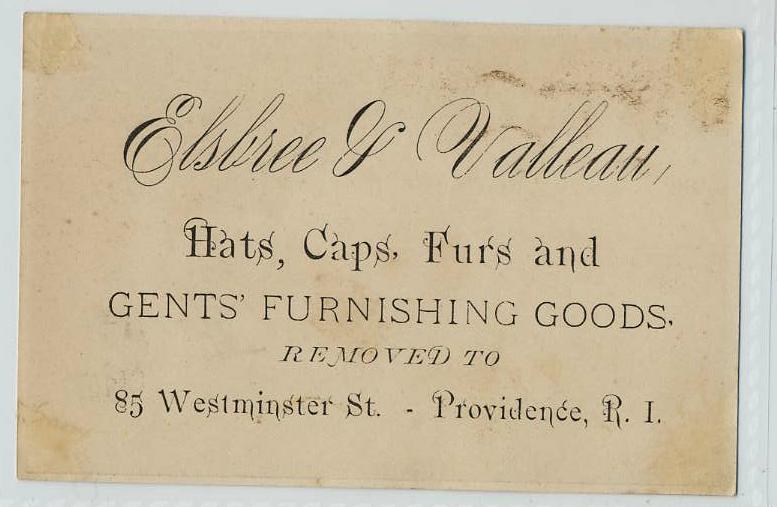 Elsbree & Valleau,
Hats, Caps, Furs and
GENTS' FURNISHING GOODS.
REMOVED TO
85 Westminster St. - Providence, R. I.